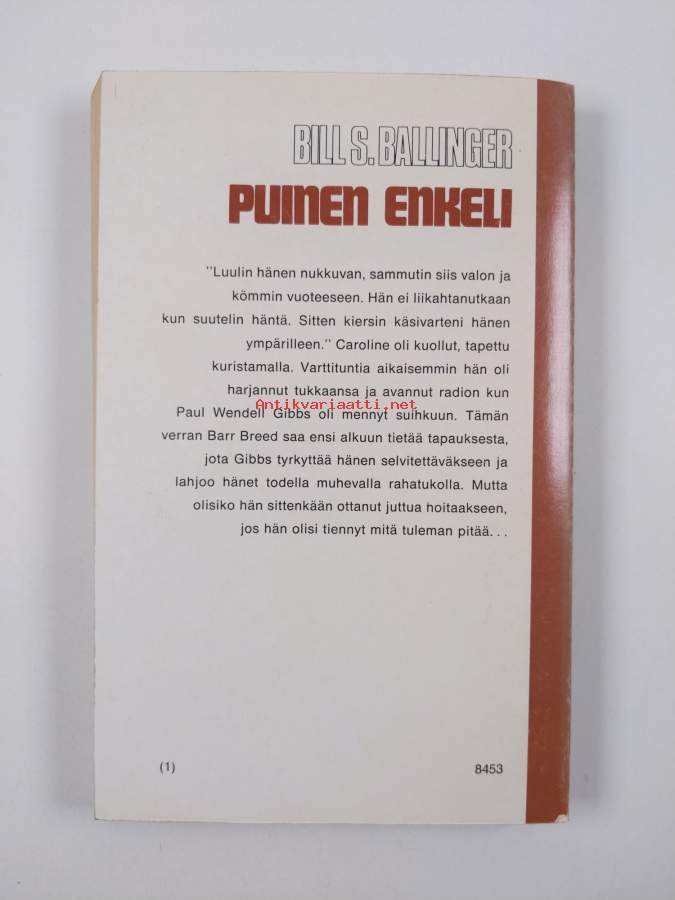 BILL S. BALLINGER
PUINEN ENKELI
"Luulin hänen nukkuvan, sammutin siis valon ja
kömmin vuoteeseen. Hän ei liikahtanutkaan
kun suutelin häntä. Sitten kiersin käsivarteni hänen
ympärilleen." Caroline oli kuollut, tapettu
kuristamalla. Varttituntia aikaisemmin hän oli
harjannut tukkaansa ja avannut radion kun
Antikvariaatti.net
Paul Wendell Gibbs oli mennyt suihkuun. Tämän
verran Barr Breed saa ensi alkuun tietää tapauksesta,
jota Gibbs tyrkyttää hänen selvitettäväkseen ja
lahjoo hänet todella muhevalla rahatukolla. Mutta
olisiko hän sittenkään ottanut juttua hoitaakseen,
jos hän olisi tiennyt mitä tuleman pitää...
(1)
8453